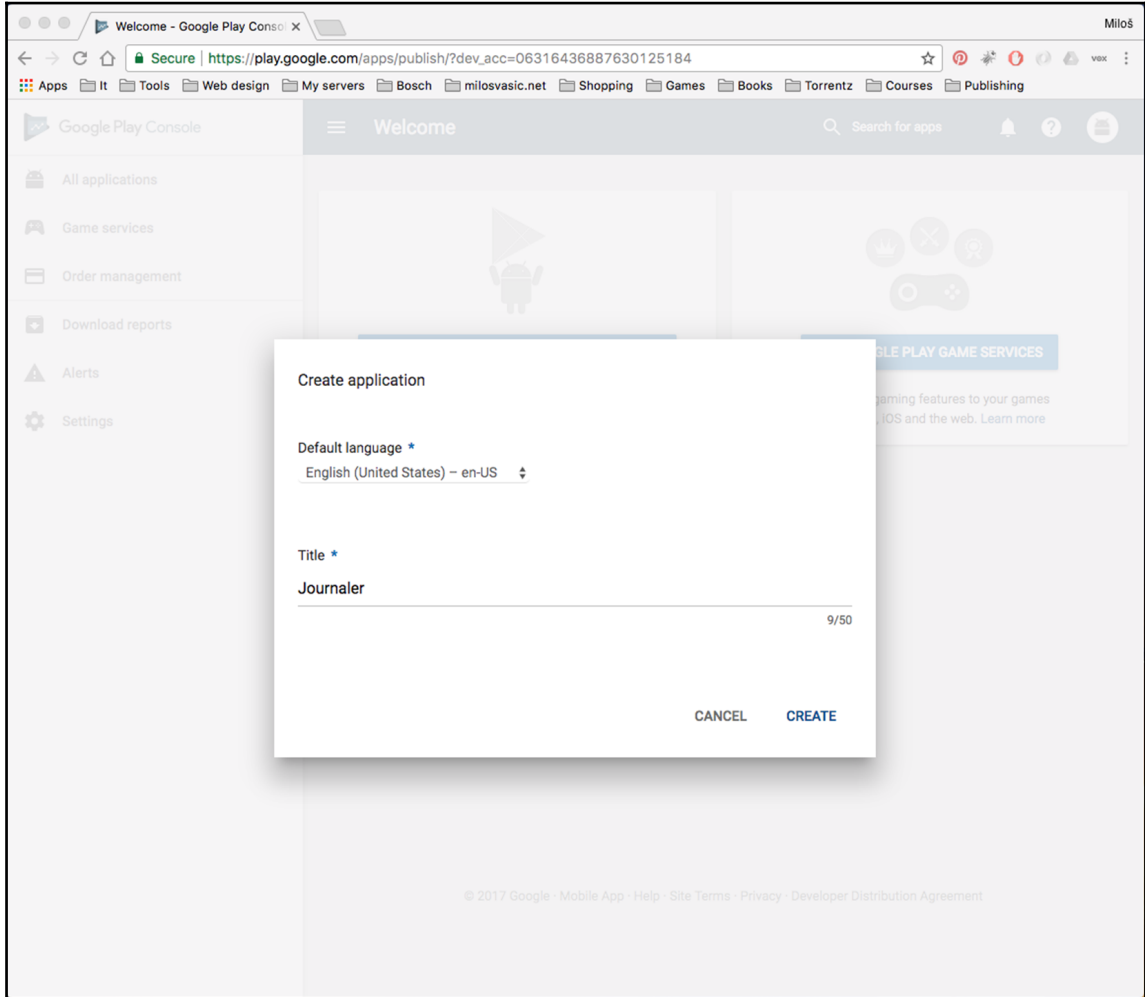 Welcome - Google Play Consol
Miloš
Secure | https://play.google.com/apps/publish/?dev_acc=06316436887630125184
vox
Apps It Tools Web design My servers Bosch milosvasic.net Shopping Games Books Torrentz Courses Publishing
Google Play Console
Welcome
Search for apps
All applications
Game services
Order management
Download reports
Alerts
Settings
GLE PLAY GAME SERVICES
gaming features to your games
, iOS and the web. Learn more
Create application
Default language *
English (United States) – en-US
Title *
Journaler
9/50
CANCEL CREATE
© 2017 Google · Mobile App · Help · Site Terms · Privacy · Developer Distribution Agreement